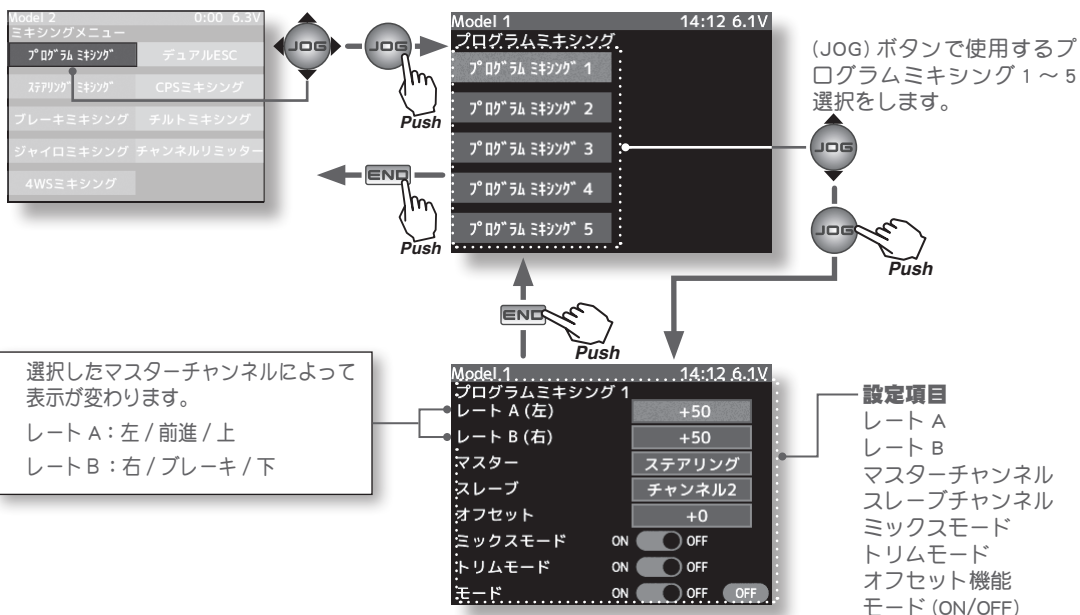 Model 2 0:00 6.3V
ミキシングメニュー
ﾌﾟﾛｸﾞﾗﾑ ﾐｷｼﾝｸﾞ デュアルESC
ｽﾃｱﾘﾝｸﾞ ﾐｷｼﾝｸﾞ CPSミキシング
ブレーキミキシング チルトミキシング
ジャイロミキシング チャンネルリミッター
4WSミキシング
JOG
JOG
Push
Model 1 14:12 6.1V
プログラムミキシング
ﾌﾟﾛｸﾞﾗﾑ ﾐｷｼﾝｸﾞ 1
ﾌﾟﾛｸﾞﾗﾑ ﾐｷｼﾝｸﾞ 2
ﾌﾟﾛｸﾞﾗﾑ ﾐｷｼﾝｸﾞ 3
ﾌﾟﾛｸﾞﾗﾑ ﾐｷｼﾝｸﾞ 4
ﾌﾟﾛｸﾞﾗﾑ ﾐｷｼﾝｸﾞ 5
END
Push
(JOG) ボタンで使用するプ
ログラムミキシング 1 ～ 5
選択をします。
JOG
JOG
Push
END
Push
選択したマスターチャンネルによって
表示が変わります。
レート A：左 / 前進 / 上
レート B：右 / ブレーキ / 下
Model 1 14:12 6.1V
プログラムミキシング 1
レート A (左) +50
レート B (右) +50
マスター ステアリング
スレーブ チャンネル2
オフセット +0
ミックスモード ON OFF
トリムモード ON OFF
モード ON OFF OFF
設定項目
レート A
レート B
マスターチャンネル
スレーブチャンネル
ミックスモード
トリムモード
オフセット機能
モード (ON/OFF)